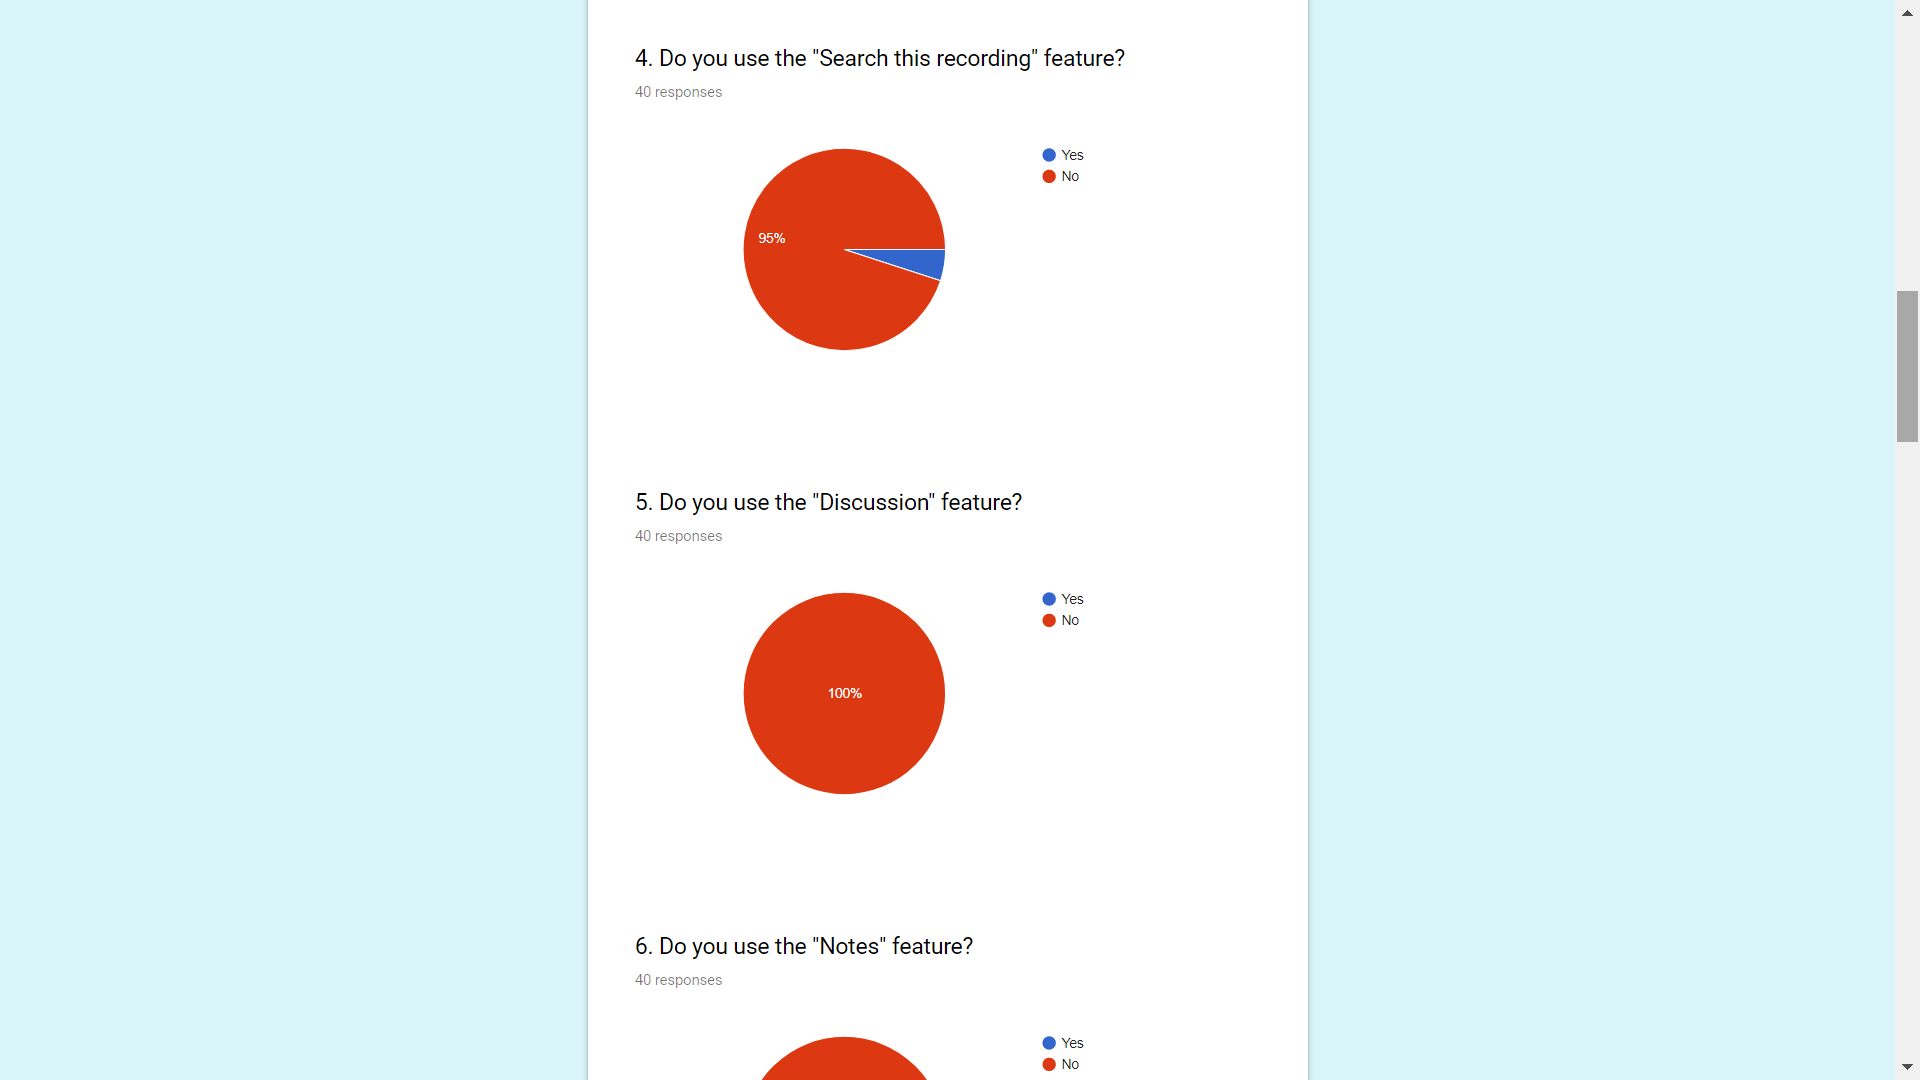 4. Do you use the "Search this recording" feature?
40 responses
Yes
No
95%
5. Do you use the "Discussion" feature?
40 responses
Yes
No
100%
6. Do you use the "Notes" feature?
40 responses
Yes
No